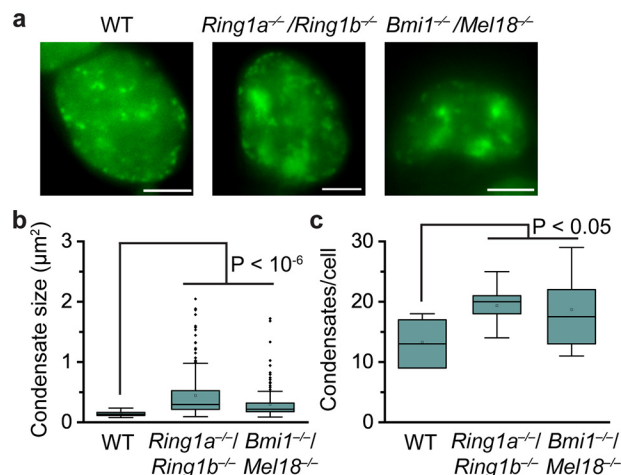 a
WT Ring1a⁻/⁻/Ring1b⁻/⁻ Bmi1⁻/⁻/Mel18⁻/⁻
b
Condensate size (µm²)
3
2
1
0
P < 10⁻⁶
WT Ring1a⁻/⁻/ Bmi1⁻/⁻/
Ring1b⁻/⁻ Mel18⁻/⁻
c
Condensates/cell
30
20
10
0
P < 0.05
WT Ring1a⁻/⁻/ Bmi1⁻/⁻/
Ring1b⁻/⁻ Mel18⁻/⁻